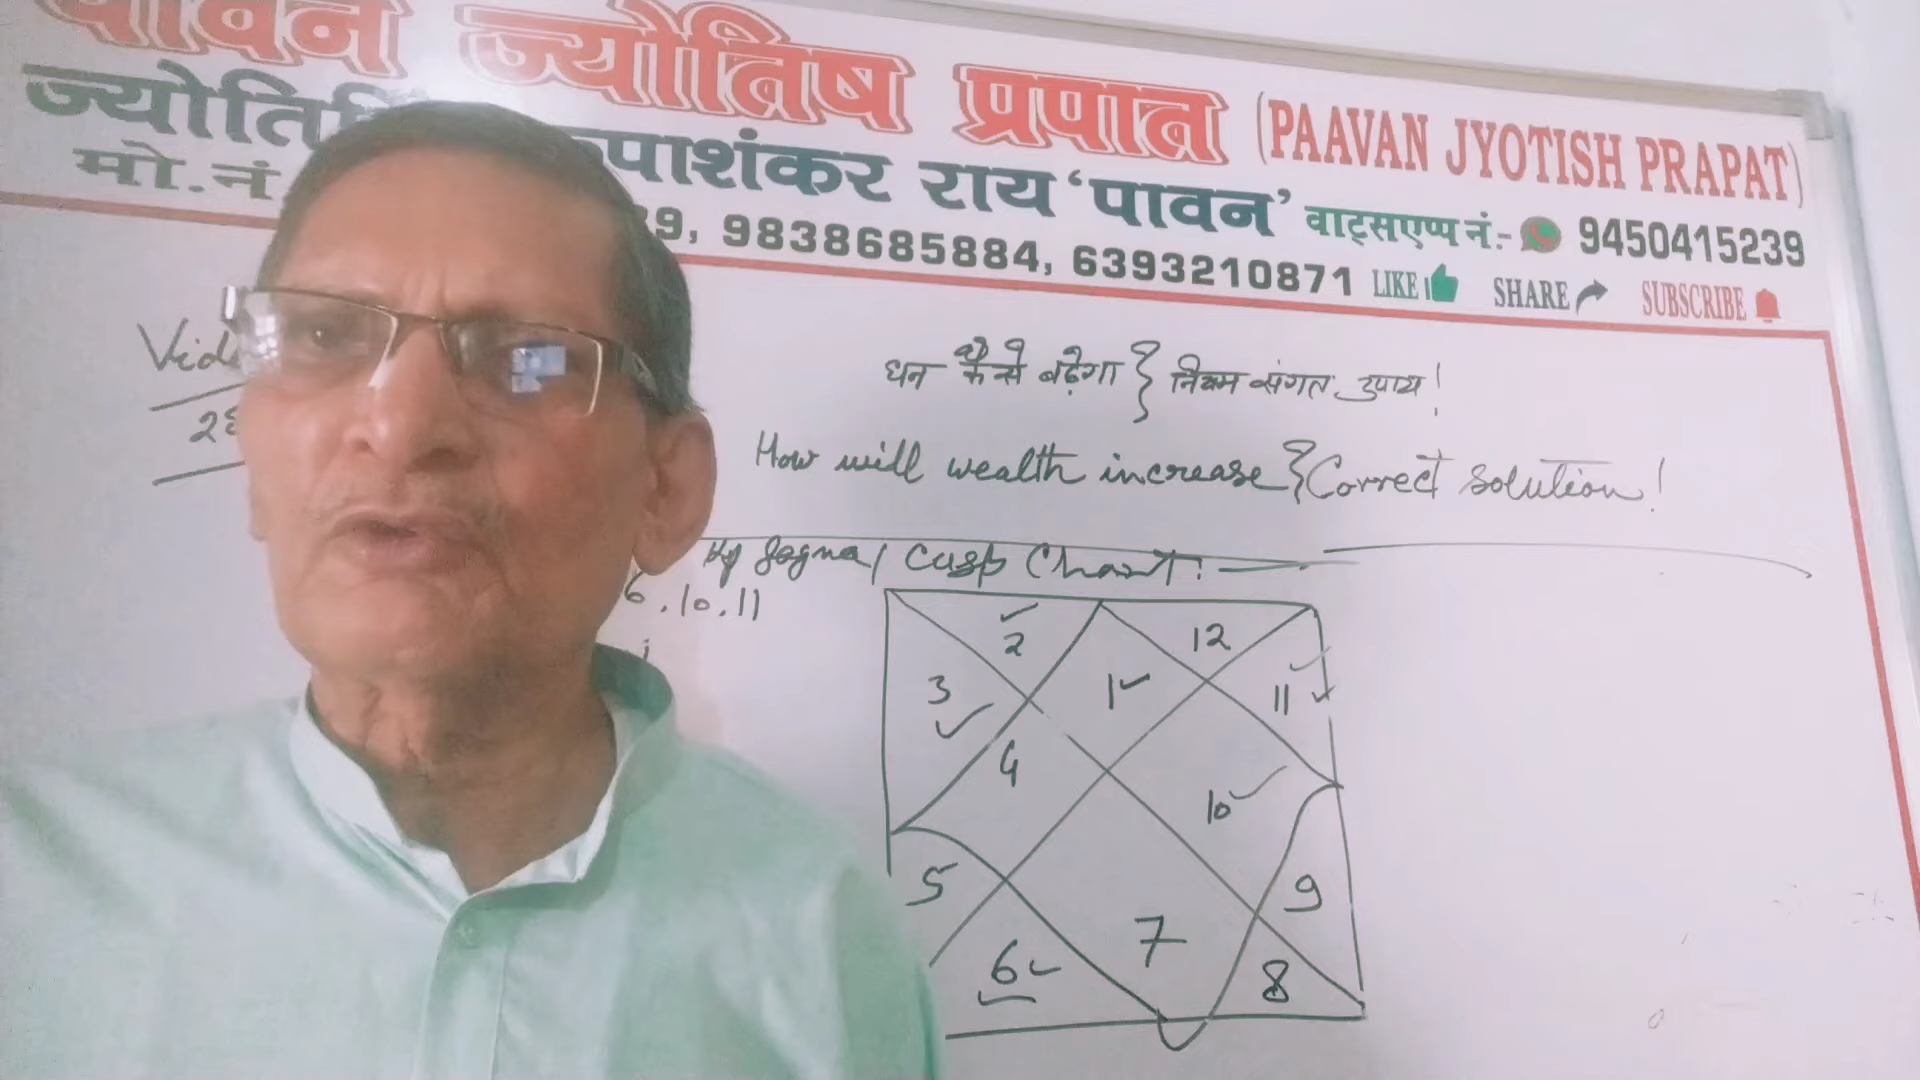 पावन ज्योतिष प्रपात (PAAVAN JYOTISH PRAPAT)
पाशंकर राय ‘पावन’ वाट्सएप्प नं:- 9450415239
मो.नं 39, 9838685884, 6393210871 LIKE SHARE SUBSCRIBE
धन कैसे बढ़ेगा } नियम संगत उपाय !
How will wealth increase } Correct solution !
By Lagna / Cusp Chart :
6, 10, 11
2 12
3 1 11
4
10
5 9
7
6 8